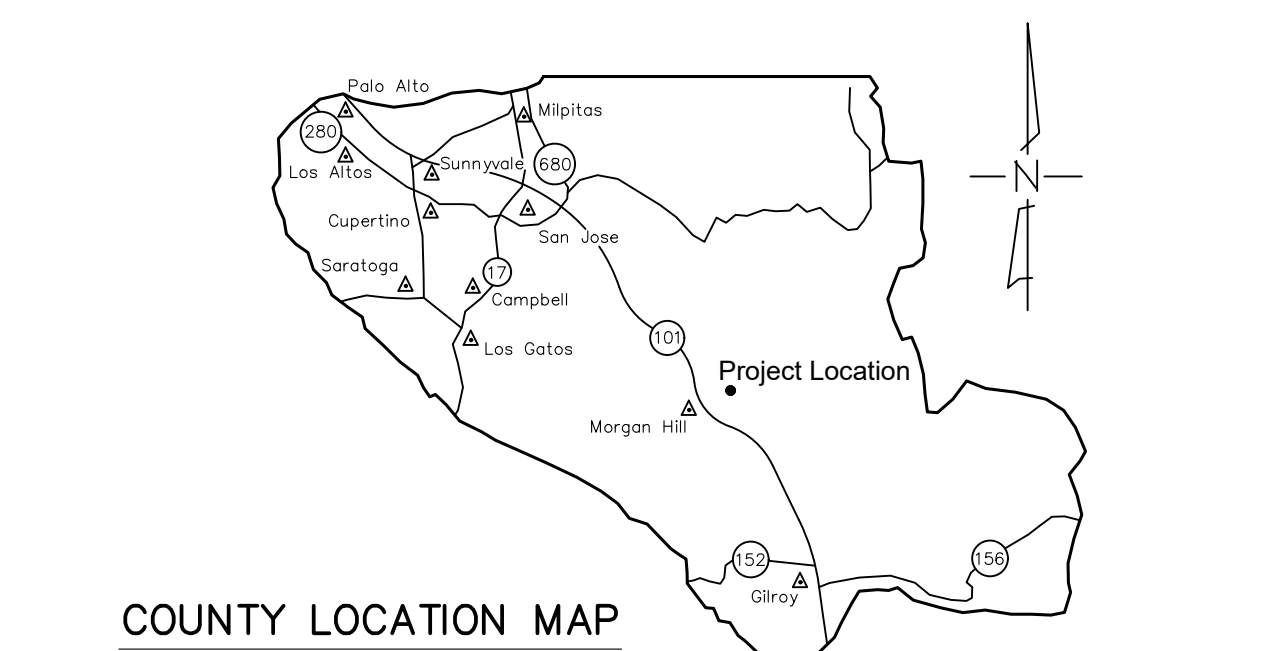 Palo Alto
Milpitas
280
Sunnyvale
680
Los Altos
N
Cupertino
San Jose
Saratoga
17
Campbell
101
Los Gatos
Project Location
Morgan Hill
152
156
Gilroy
COUNTY LOCATION MAP